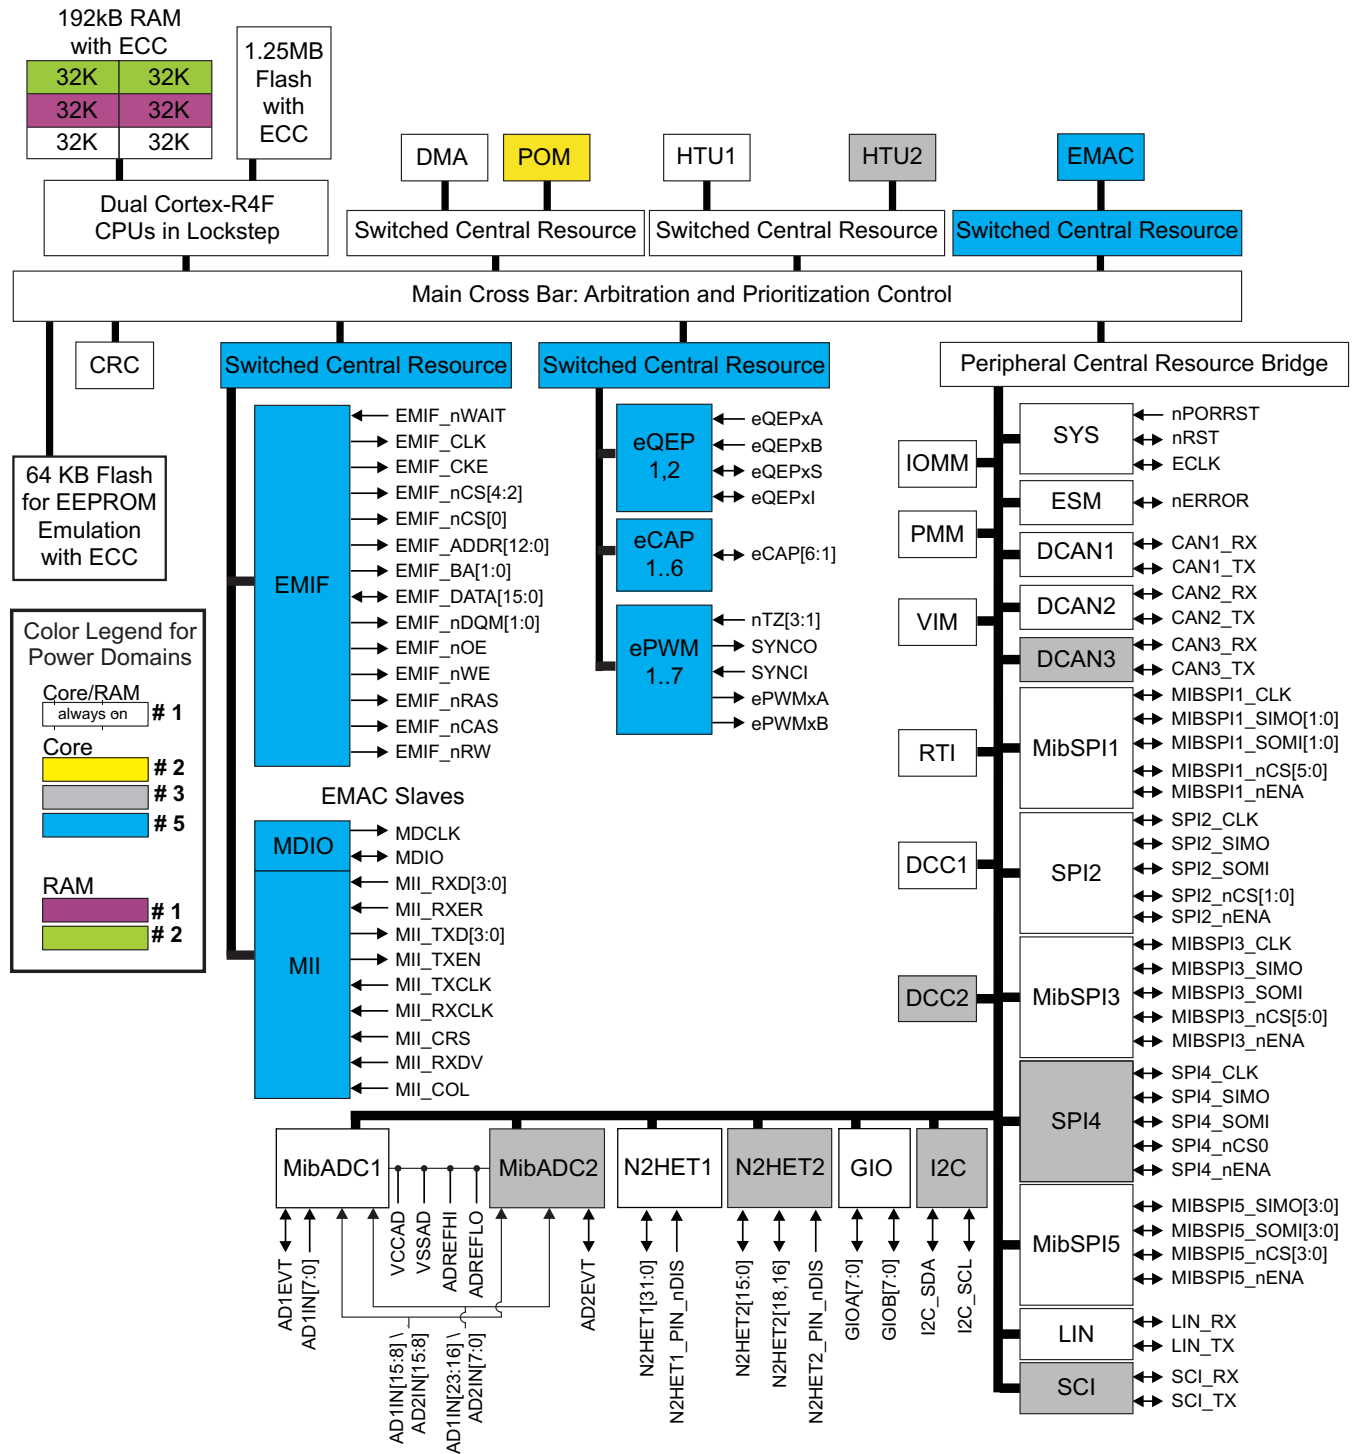 192kB RAM
with ECC
32K 32K
32K 32K
32K 32K
1.25MB
Flash
with
ECC
DMA
POM
HTU1
HTU2
EMAC
Dual Cortex-R4F
CPUs in Lockstep
Switched Central Resource
Switched Central Resource
Switched Central Resource
Main Cross Bar: Arbitration and Prioritization Control
CRC
Switched Central Resource
Switched Central Resource
Peripheral Central Resource Bridge
64 KB Flash
for EEPROM
Emulation
with ECC
Color Legend for
Power Domains
Core/RAM
always on
# 1
Core
# 2
# 3
# 5
RAM
# 1
# 2
EMIF
EMIF_nWAIT
EMIF_CLK
EMIF_CKE
EMIF_nCS[4:2]
EMIF_nCS[0]
EMIF_ADDR[12:0]
EMIF_BA[1:0]
EMIF_DATA[15:0]
EMIF_nDQM[1:0]
EMIF_nOE
EMIF_nWE
EMIF_nRAS
EMIF_nCAS
EMIF_nRW
EMAC Slaves
MDIO
MDCLK
MDIO
MII
MII_RXD[3:0]
MII_RXER
MII_TXD[3:0]
MII_TXEN
MII_TXCLK
MII_RXCLK
MII_CRS
MII_RXDV
MII_COL
eQEP
1,2
eQEPxA
eQEPxB
eQEPxS
eQEPxI
eCAP
1..6
eCAP[6:1]
ePWM
1..7
nTZ[3:1]
SYNCO
SYNCI
ePWMxA
ePWMxB
IOMM
PMM
VIM
RTI
DCC1
DCC2
SYS
nPORRST
nRST
ECLK
ESM
nERROR
DCAN1
CAN1_RX
CAN1_TX
DCAN2
CAN2_RX
CAN2_TX
DCAN3
CAN3_RX
CAN3_TX
MibSPI1
MIBSPI1_CLK
MIBSPI1_SIMO[1:0]
MIBSPI1_SOMI[1:0]
MIBSPI1_nCS[5:0]
MIBSPI1_nENA
SPI2
SPI2_CLK
SPI2_SIMO
SPI2_SOMI
SPI2_nCS[1:0]
SPI2_nENA
MibSPI3
MIBSPI3_CLK
MIBSPI3_SIMO
MIBSPI3_SOMI
MIBSPI3_nCS[5:0]
MIBSPI3_nENA
SPI4
SPI4_CLK
SPI4_SIMO
SPI4_SOMI
SPI4_nCS0
SPI4_nENA
MibSPI5
MIBSPI5_SIMO[3:0]
MIBSPI5_SOMI[3:0]
MIBSPI5_nCS[3:0]
MIBSPI5_nENA
LIN
LIN_RX
LIN_TX
SCI
SCI_RX
SCI_TX
MibADC1
MibADC2
N2HET1
N2HET2
GIO
I2C
AD1EVT
AD1IN[7:0]
VCCAD
VSSAD
ADREFHI
ADREFLO
AD1IN[15:8] \
AD2IN[15:8]
AD1IN[23:16] \
AD2IN[7:0]
AD2EVT
N2HET1[31:0]
N2HET1_PIN_nDIS
N2HET2[15:0]
N2HET2[18,16]
N2HET2_PIN_nDIS
GIOA[7:0]
GIOB[7:0]
I2C_SDA
I2C_SCL